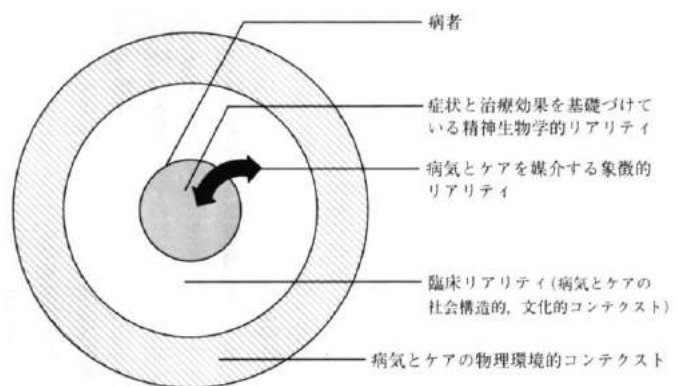 病者
症状と治療効果を基礎づけて
いる精神生物学的リアリティ
病気とケアを媒介する象徴的
リアリティ
臨床リアリティ(病気とケアの
社会構造的,文化的コンテクスト)
病気とケアの物理環境的コンテクスト